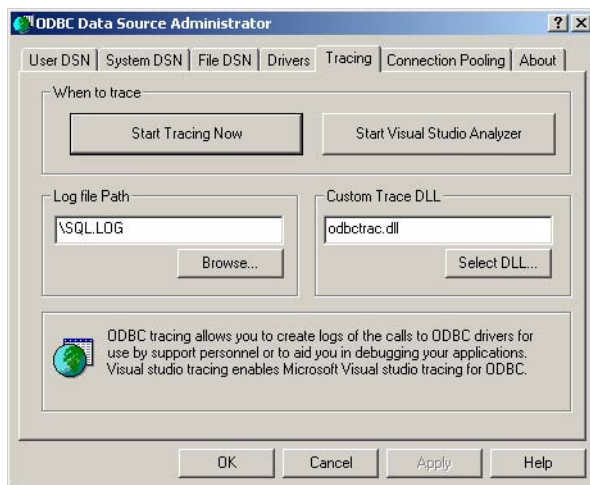 ODBC Data Source Administrator
User DSN System DSN File DSN Drivers Tracing Connection Pooling About
When to trace
Start Tracing Now Start Visual Studio Analyzer
Log file Path Custom Trace DLL
\SQL.LOG odbctrac.dll
Browse... Select DLL...
ODBC tracing allows you to create logs of the calls to ODBC drivers for
use by support personnel or to aid you in debugging your applications.
Visual studio tracing enables Microsoft Visual studio tracing for ODBC.
OK Cancel Apply Help